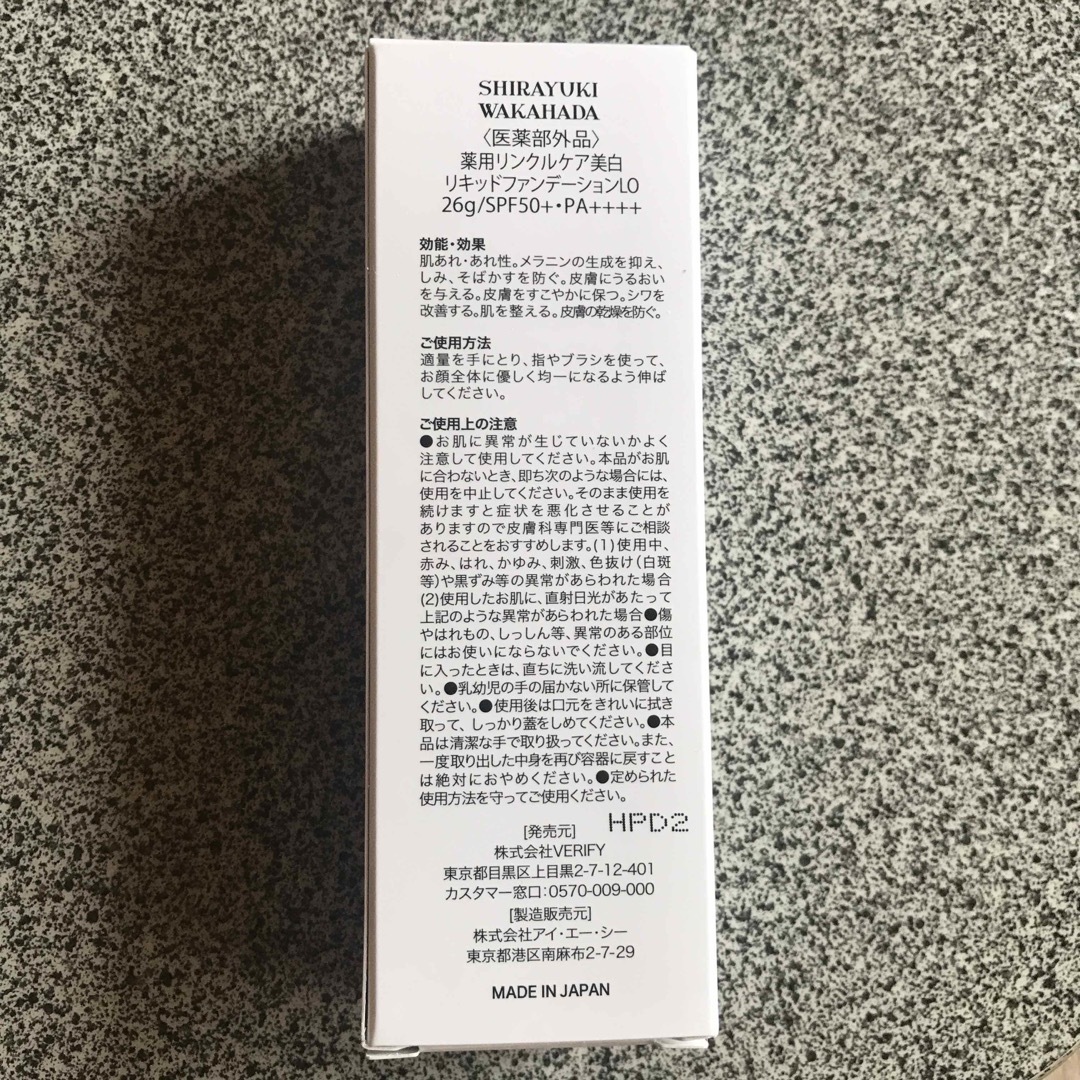 SHIRAYUKI
WAKAHADA
〈医薬部外品〉
薬用リンクルケア美白
リキッドファンデーションLO
26g/SPF50+・PA++++
効能・効果
肌あれ・あれ性。メラニンの生成を抑え、
しみ、そばかすを防ぐ。皮膚にうるおい
を与える。皮膚をすこやかに保つ。シワを
改善する。肌を整える。皮膚の乾燥を防ぐ。
ご使用方法
適量を手にとり、指やブラシを使って、
お顔全体に優しく均一になるよう伸ば
してください。
ご使用上の注意
●お肌に異常が生じていないかよく
注意して使用してください。本品がお肌
に合わないとき、即ち次のような場合には、
使用を中止してください。そのまま使用を
続けますと症状を悪化させることが
ありますので皮膚科専門医等にご相談
されることをおすすめします。(1)使用中、
赤み、はれ、かゆみ、刺激、色抜け(白斑
等)や黒ずみ等の異常があらわれた場合
(2)使用したお肌に、直射日光があたって
上記のような異常があらわれた場合●傷
やはれもの、しっしん等、異常のある部位
にはお使いにならないでください。●目
に入ったときは、直ちに洗い流してくださ
い。●乳幼児の手の届かない所に保管して
ください。●使用後は口元をきれいに拭き
取って、しっかり蓋をしめてください。●本
品は清潔な手で取り扱ってください。また、
一度取り出した中身を再び容器に戻すこと
は絶対におやめください。●定められた
使用方法を守ってご使用ください。
HPD2
[発売元]
株式会社VERIFY
東京都目黒区上目黒2-7-12-401
カスタマー窓口:0570-009-000
[製造販売元]
株式会社アイ・エー・シー
東京都港区南麻布2-7-29
MADE IN JAPAN